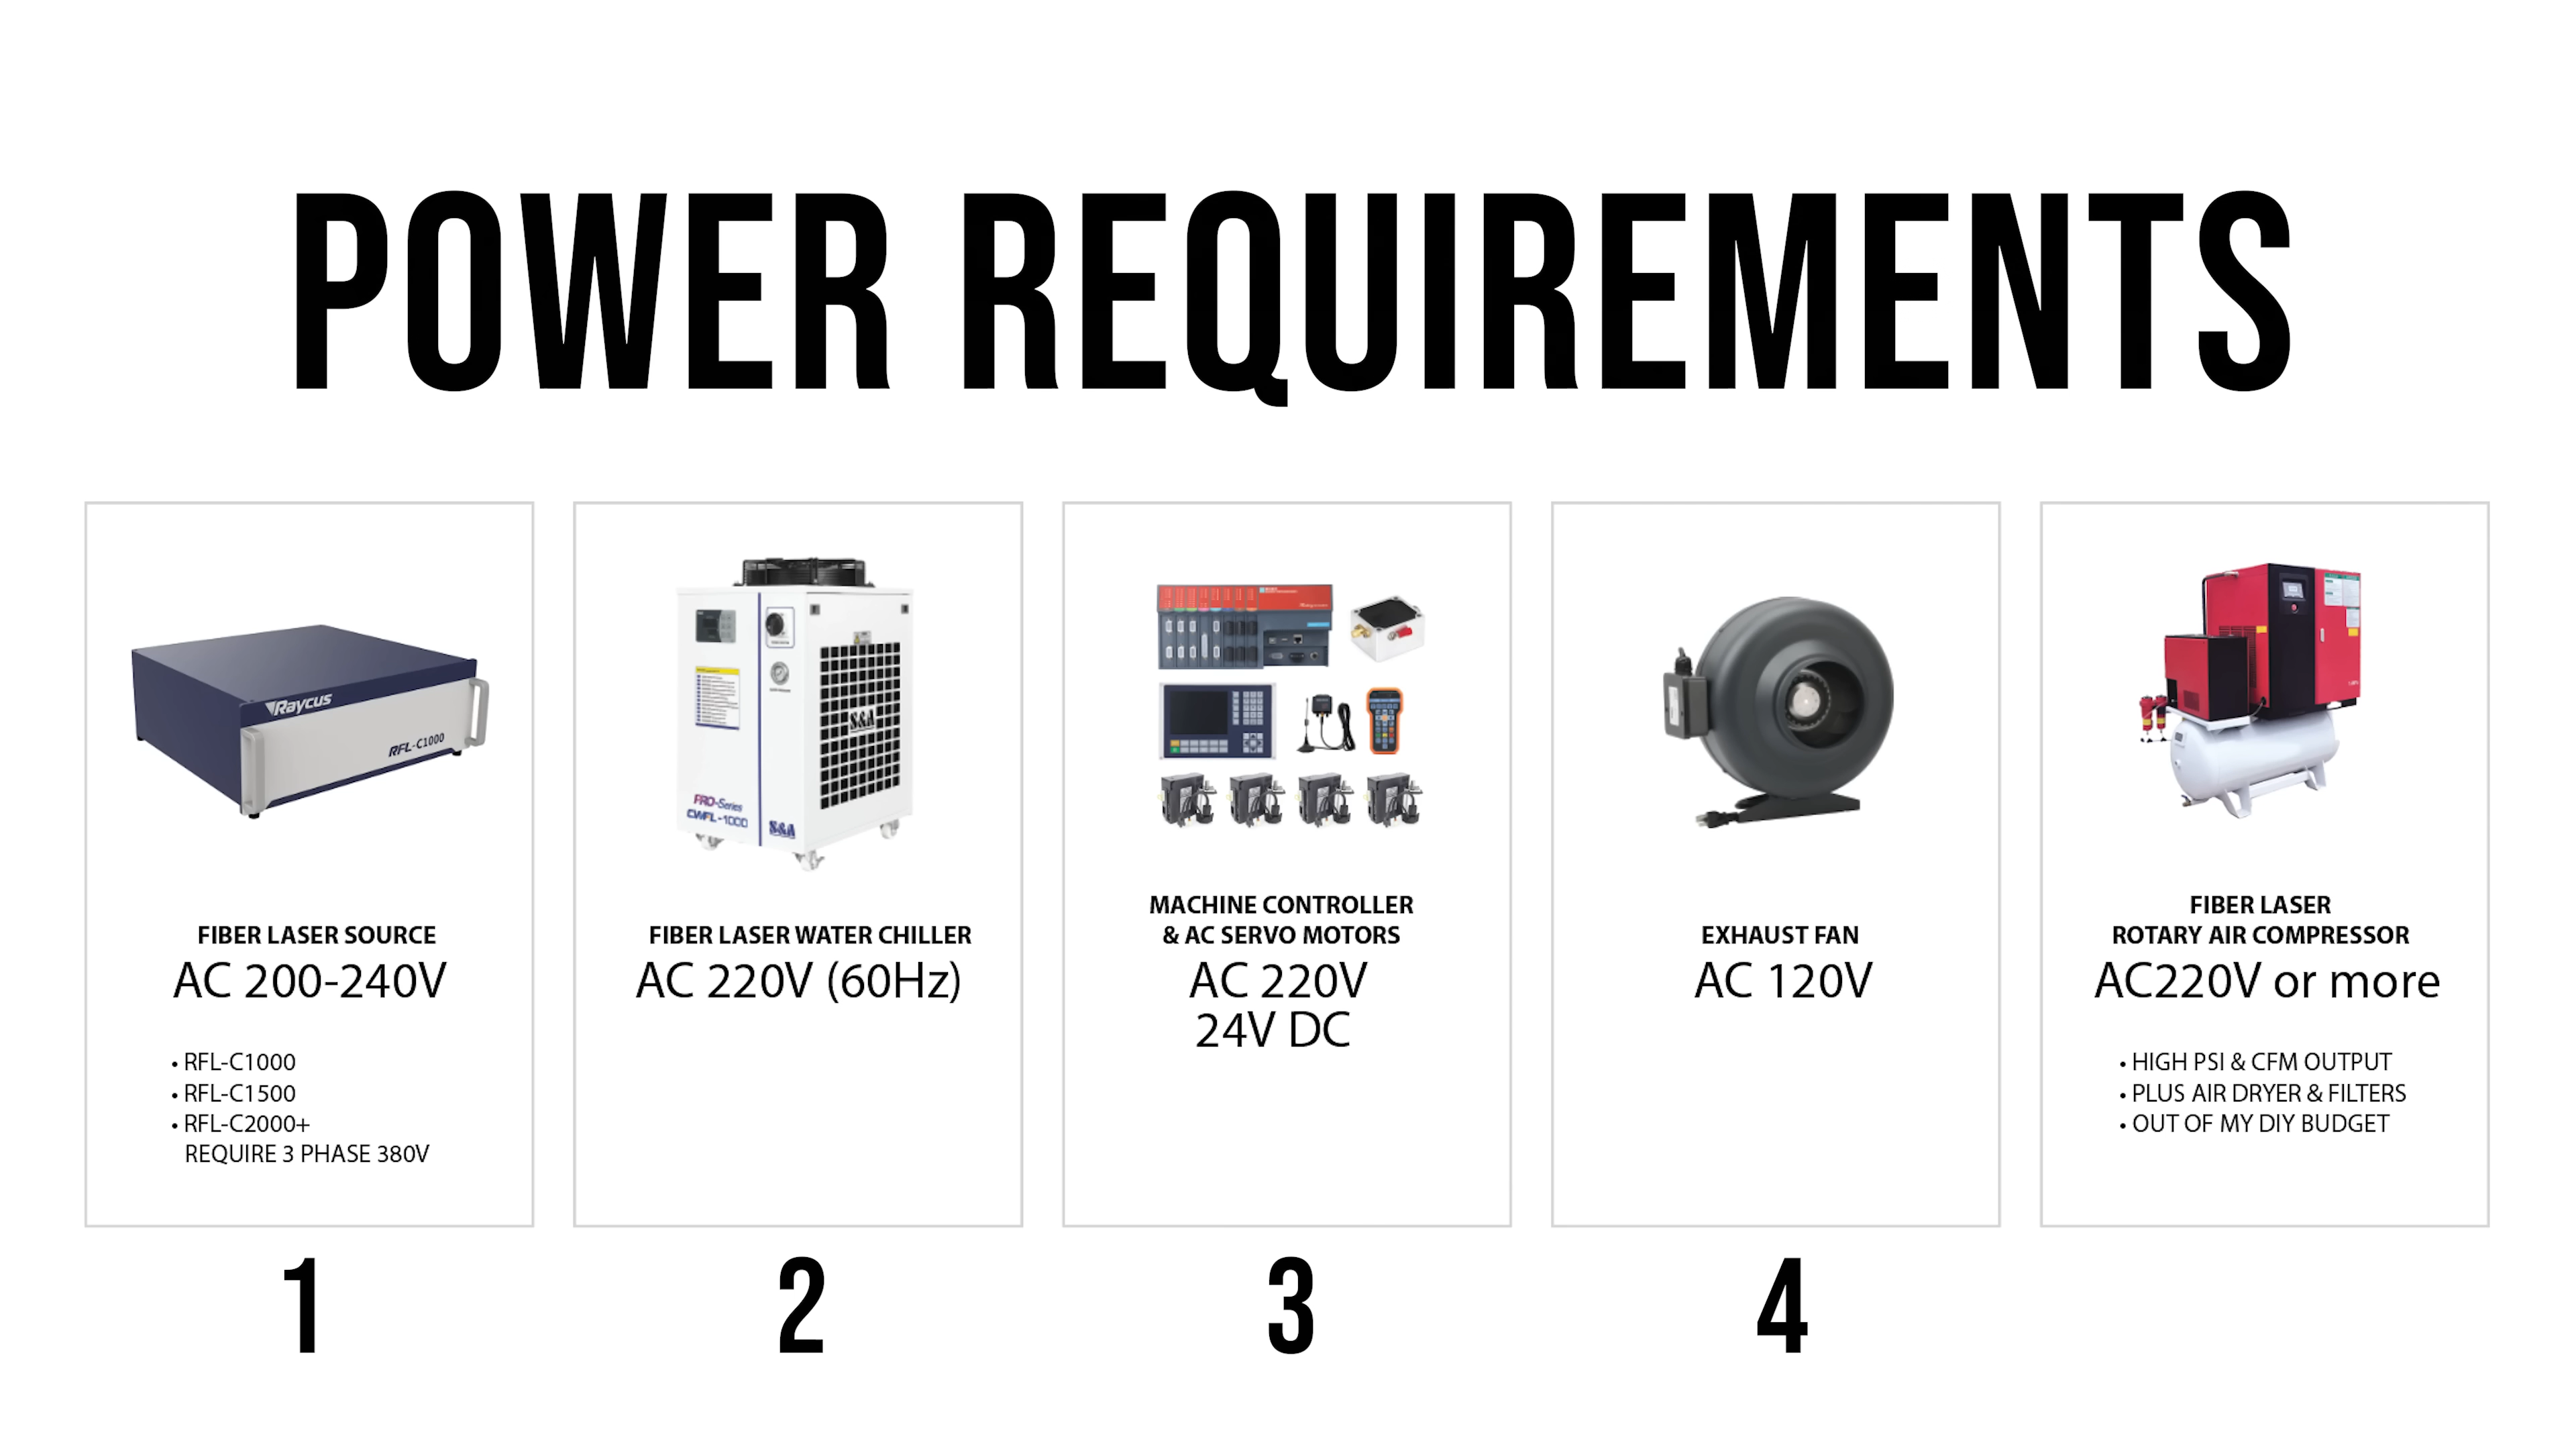 POWER REQUIREMENTS
Raycus
RFL-C1000
FIBER LASER SOURCE
AC 200-240V
• RFL-C1000
• RFL-C1500
• RFL-C2000+
REQUIRE 3 PHASE 380V
1
S&A
PRO-Series
CWFL-1000
S&A
FIBER LASER WATER CHILLER
AC 220V (60Hz)
2
MACHINE CONTROLLER
& AC SERVO MOTORS
AC 220V
24V DC
3
EXHAUST FAN
AC 120V
4
FIBER LASER
ROTARY AIR COMPRESSOR
AC220V or more
• HIGH PSI & CFM OUTPUT
• PLUS AIR DRYER & FILTERS
• OUT OF MY DIY BUDGET